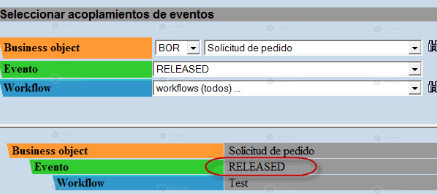 Seleccionar acoplamientos de eventos
Business object BOR Solicitud de pedido
Evento RELEASED
Workflow workflows (todos) ...
Business object Solicitud de pedido
Evento RELEASED
Workflow Test